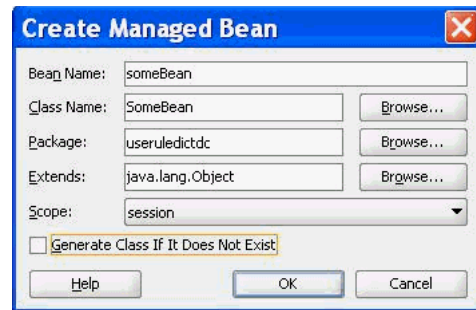 Create Managed Bean
Bean Name: someBean
Class Name: SomeBean Browse...
Package: useruledictdc Browse...
Extends: java.lang.Object Browse...
Scope: session
Generate Class If It Does Not Exist
Help OK Cancel